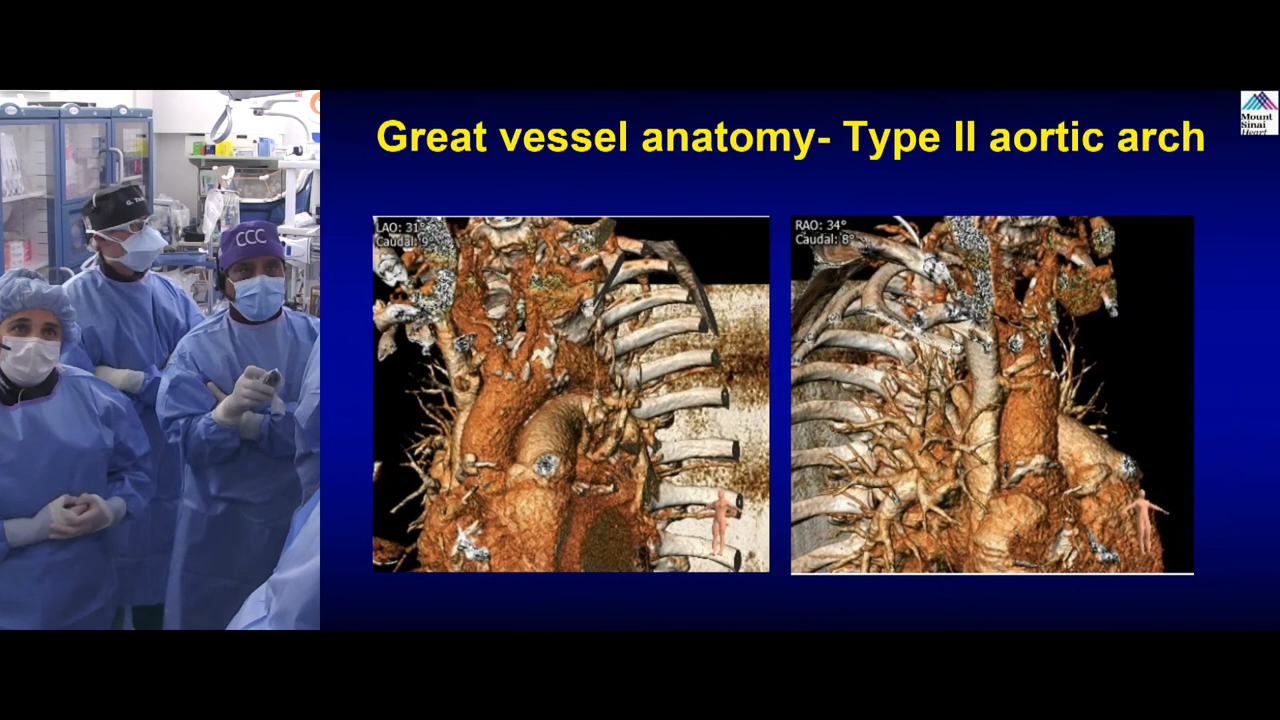 Great vessel anatomy- Type II aortic arch
Mount
Sinai
Heart
LAO: 31°
Caudal: 9°
RAO: 34°
Caudal: 8°
CCC